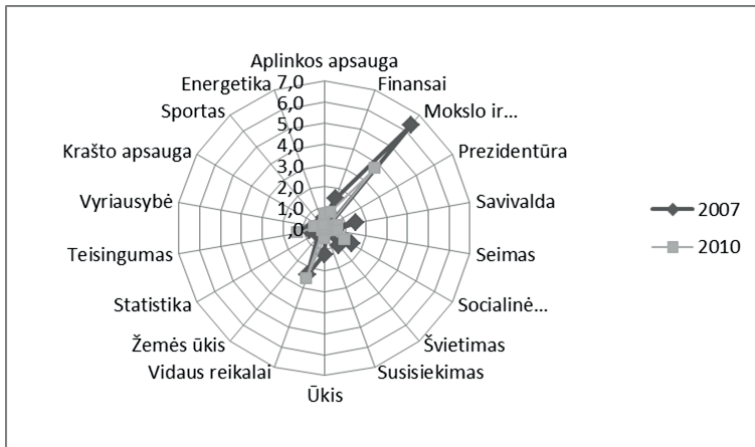 Aplinkos apsauga
Finansai
Mokslo ir...
Prezidentūra
Savivalda
Seimas
Socialinė...
Švietimas
Susisiekimas
Ūkis
Vidaus reikalai
Žemės ūkis
Statistika
Teisingumas
Vyriausybė
Krašto apsauga
Sportas
Energetika
7,0
6,0
5,0
4,0
3,0
2,0
1,0
,0
2007
2010